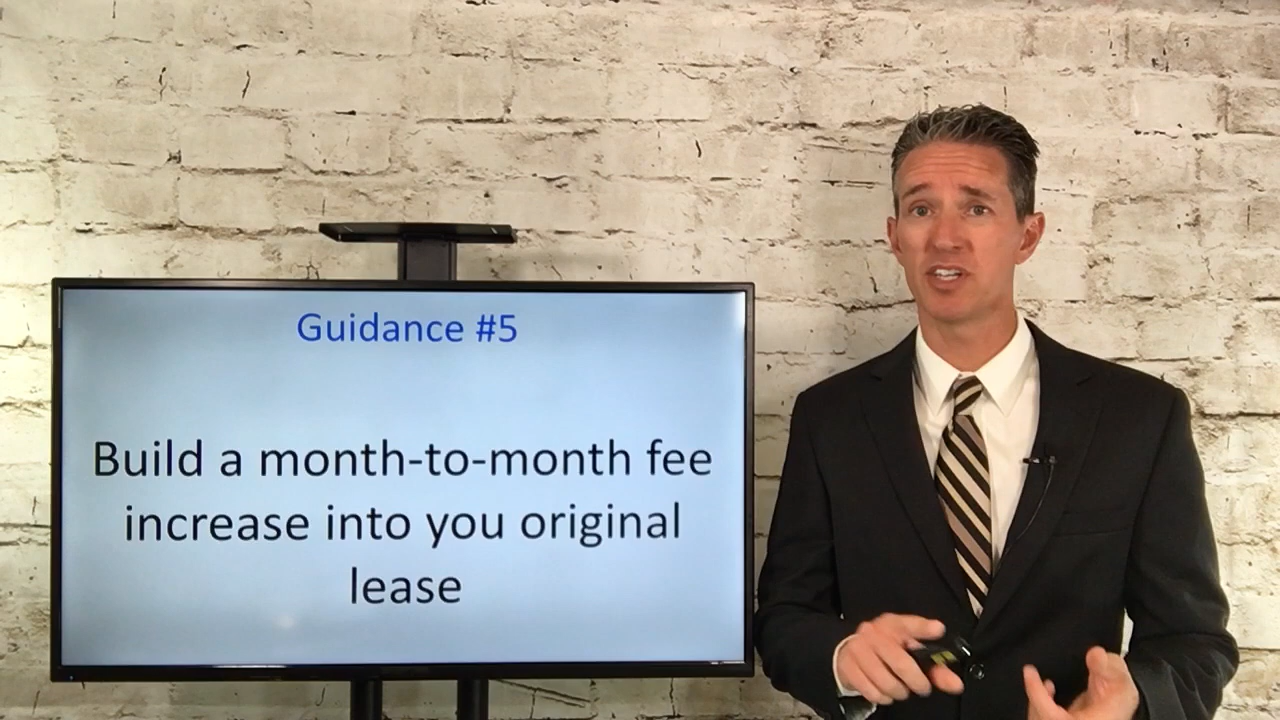 Guidance #5
Build a month-to-month fee
increase into you original
lease